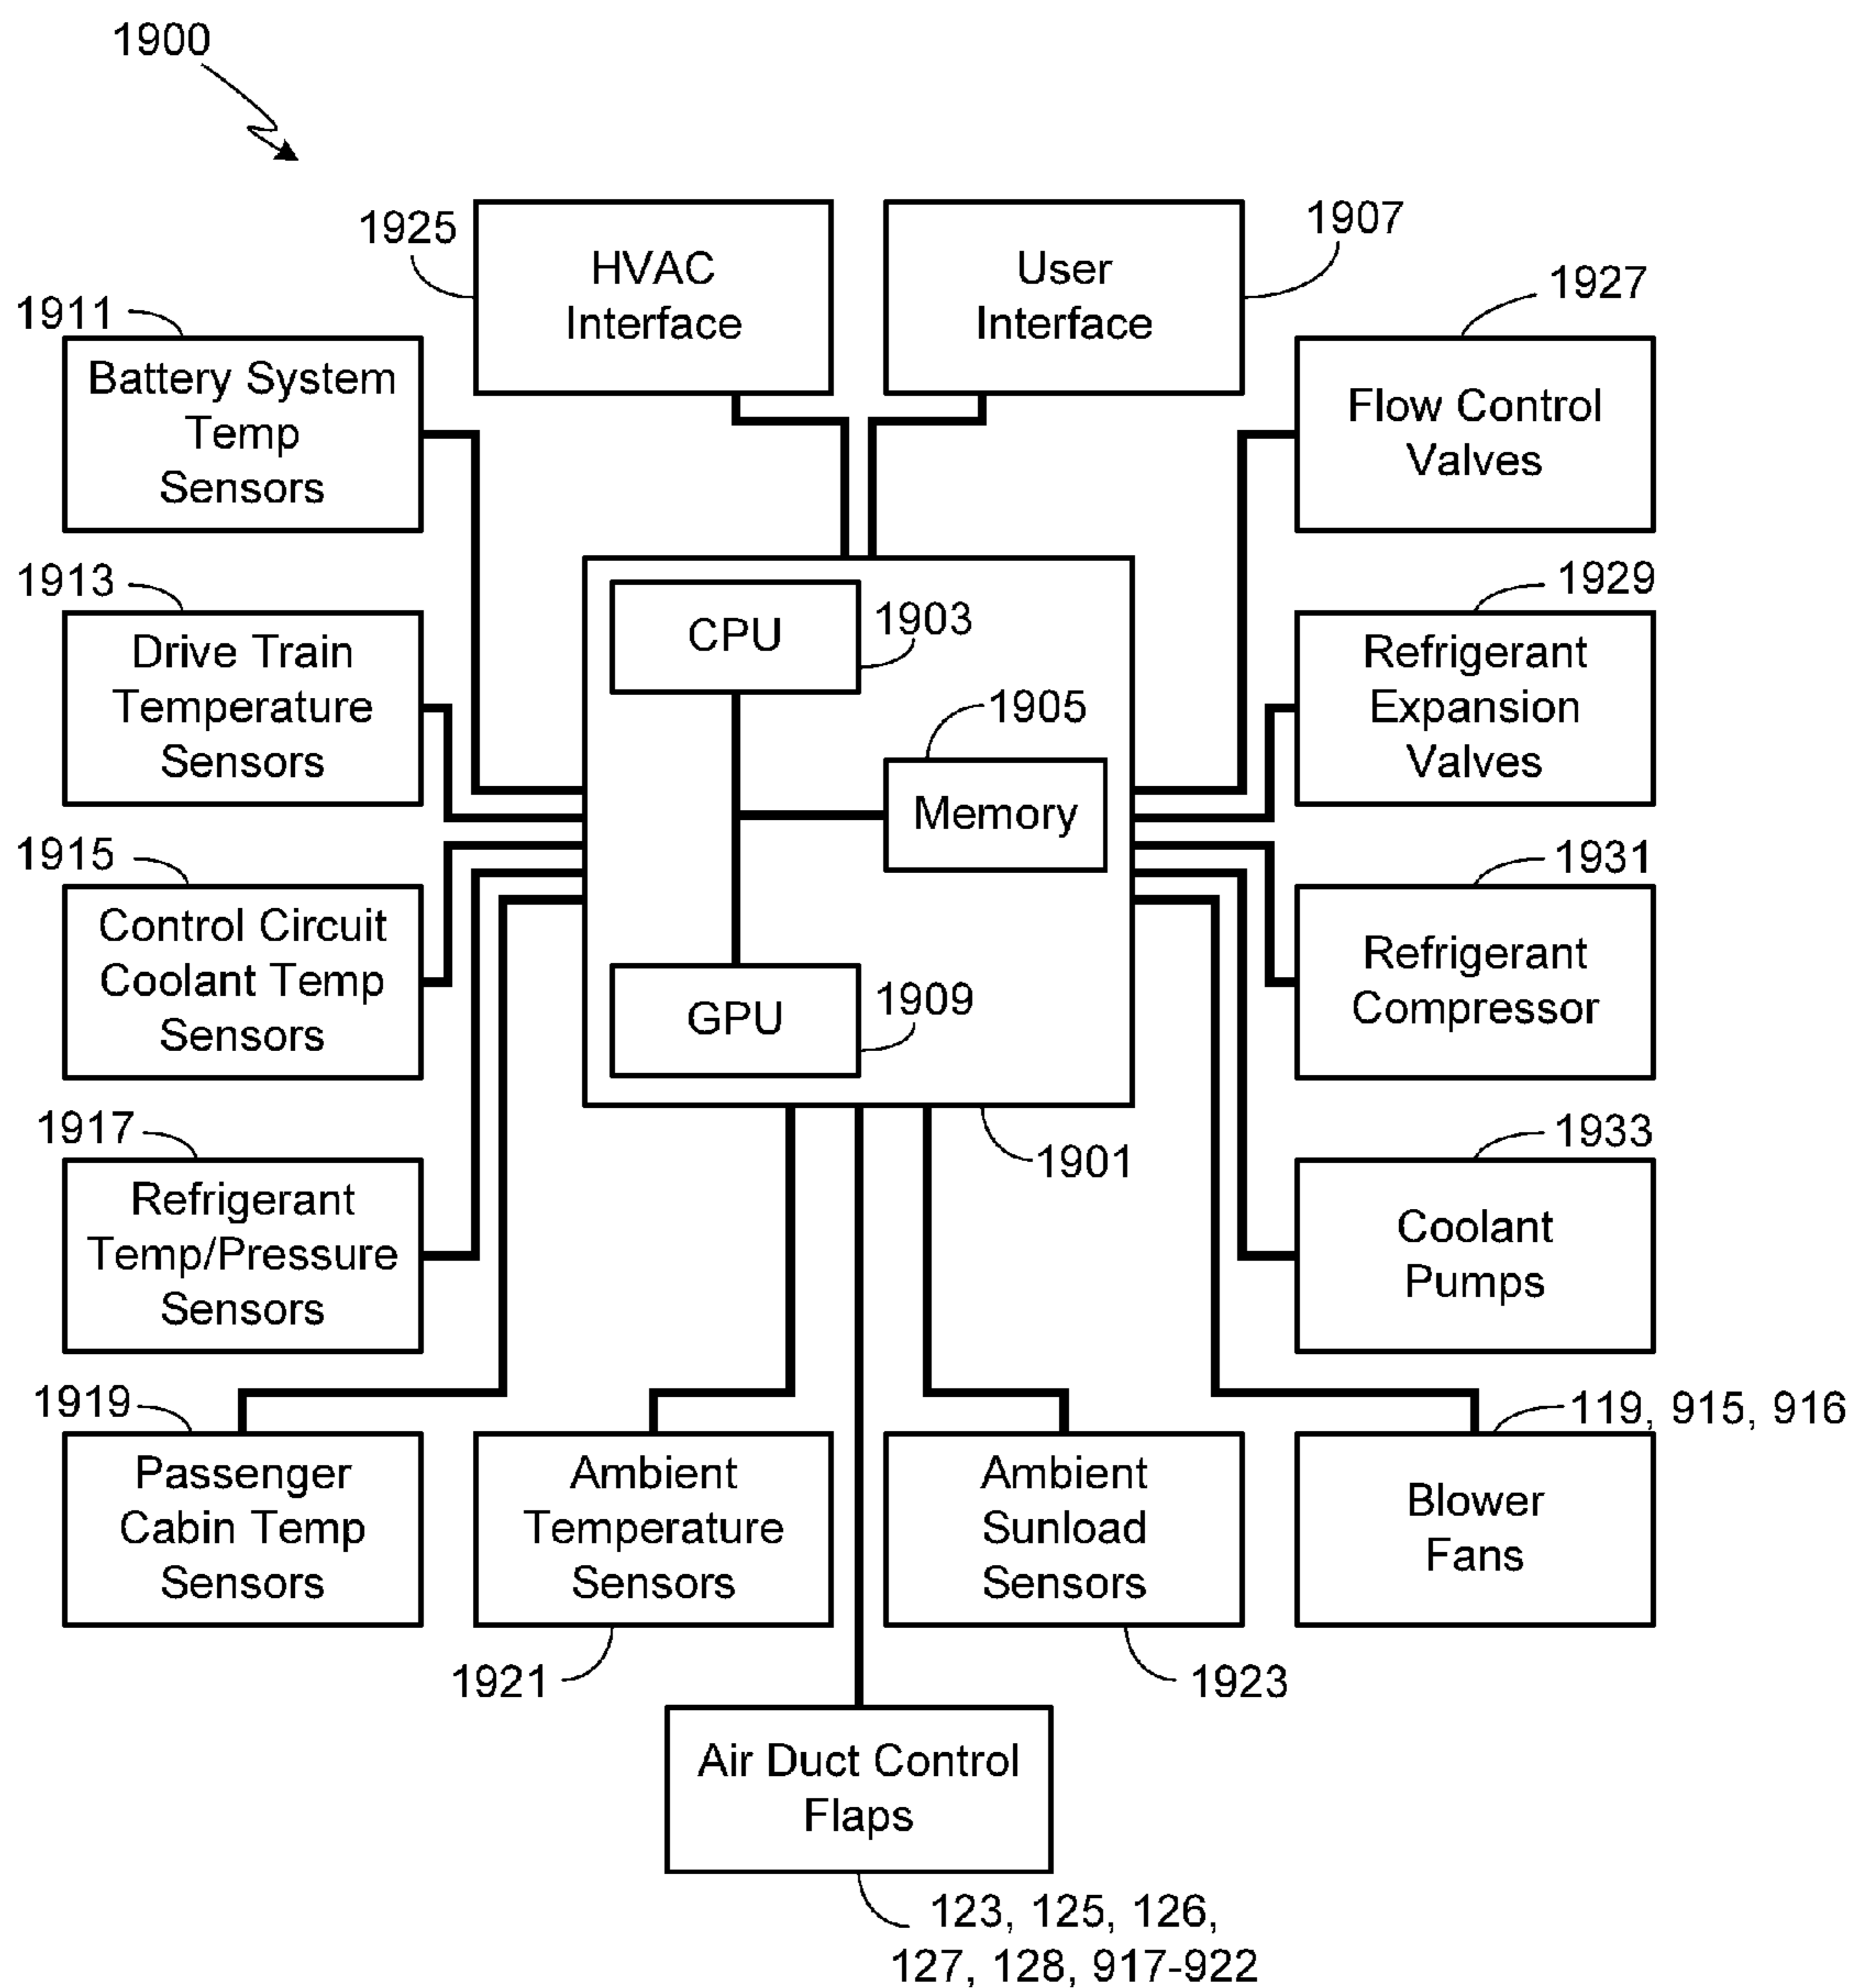 1900
1925
HVAC
Interface
User
Interface
1907
1911
Battery System
Temp
Sensors
1927
Flow Control
Valves
1913
Drive Train
Temperature
Sensors
CPU
1903
1905
Memory
1929
Refrigerant
Expansion
Valves
1915
Control Circuit
Coolant Temp
Sensors
GPU
1909
1931
Refrigerant
Compressor
1917
Refrigerant
Temp/Pressure
Sensors
1901
1933
Coolant
Pumps
1919
Passenger
Cabin Temp
Sensors
Ambient
Temperature
Sensors
1921
Ambient
Sunload
Sensors
1923
119, 915, 916
Blower
Fans
Air Duct Control
Flaps
123, 125, 126,
127, 128, 917-922